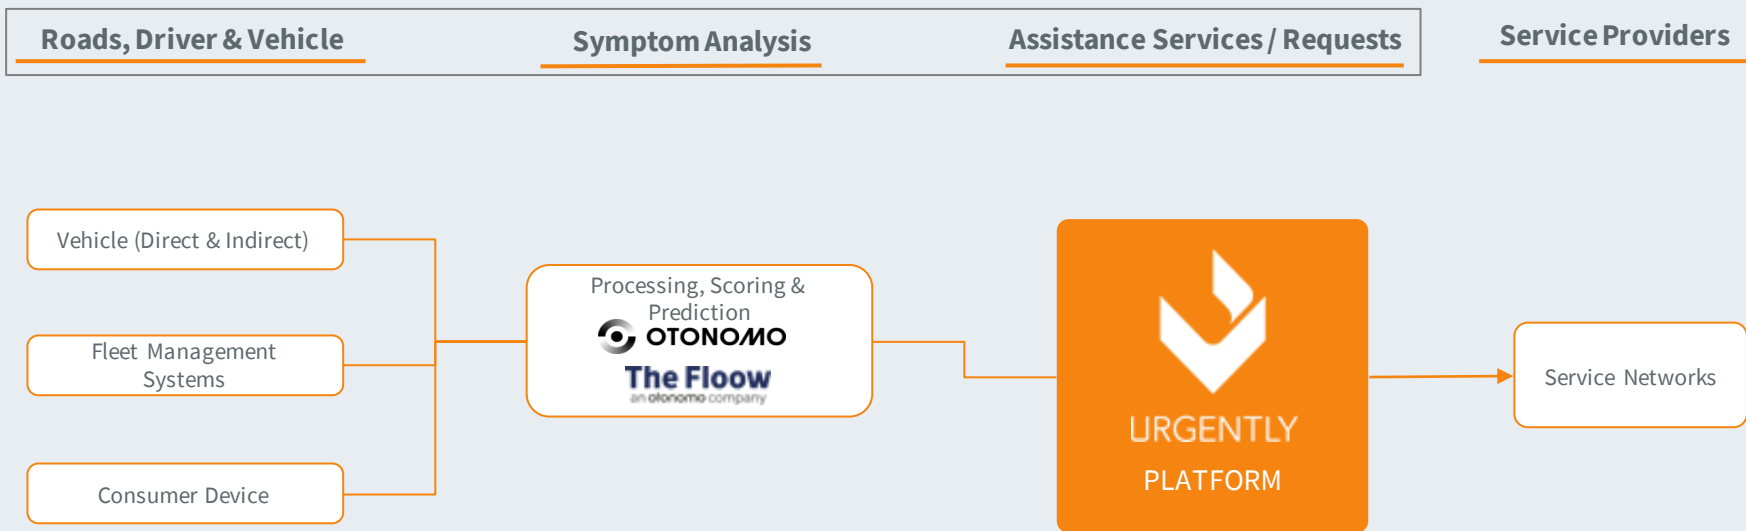 Roads, Driver & Vehicle
Symptom Analysis
Assistance Services / Requests
Service Providers
Vehicle (Direct & Indirect)
Fleet Management
Systems
Consumer Device
Processing, Scoring &
Prediction
OTONOMO
The Floow
an otonomo company
URGENTLY
PLATFORM
Service Networks